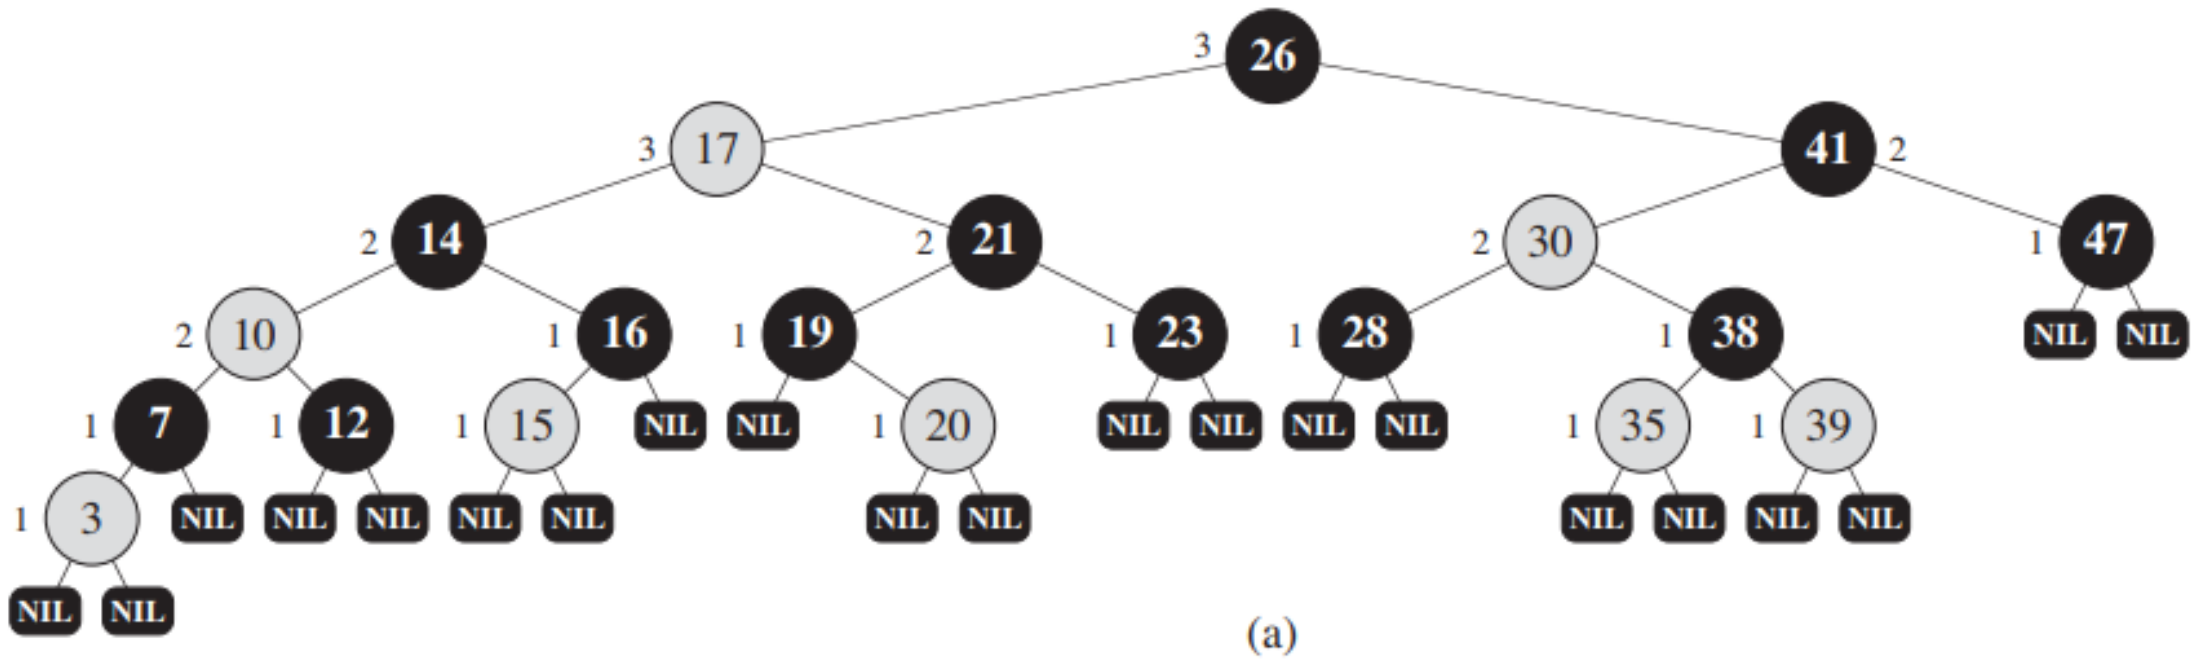 3 26
3 17 41 2
2 14 2 21 2 30 1 47
2 10 1 16 1 19 1 23 1 28 1 38 NIL NIL
1 7 1 12 1 15 NIL NIL 1 20 NIL NIL NIL NIL 1 35 1 39
1 3 NIL NIL NIL NIL NIL NIL NIL NIL NIL NIL NIL
NIL NIL
(a)